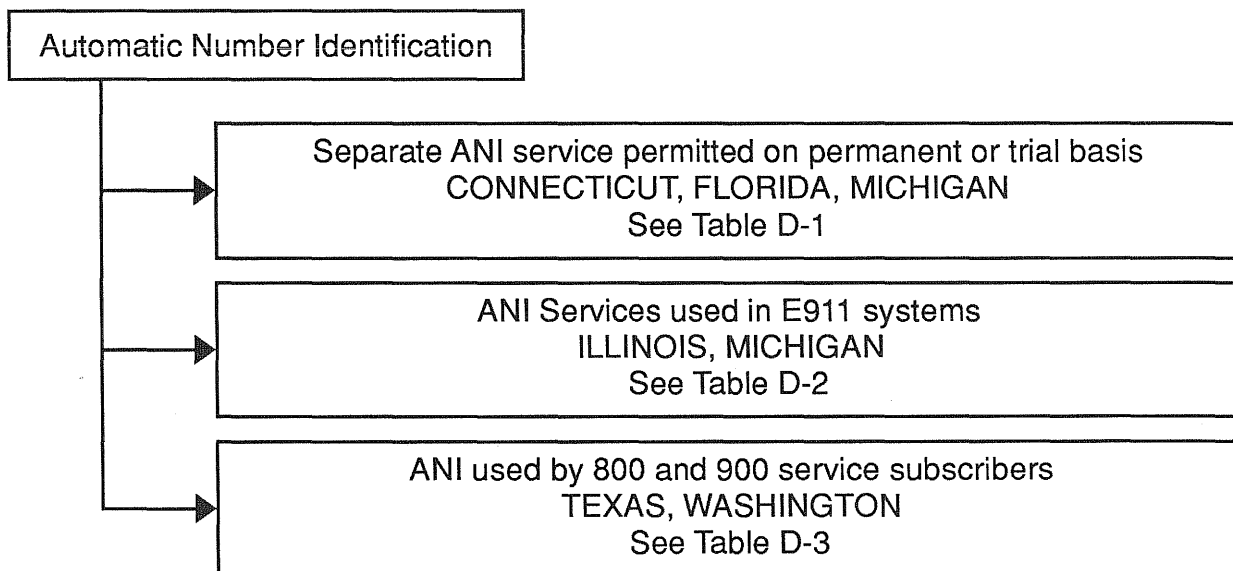 Automatic Number Identification
Separate ANI service permitted on permanent or trial basis
CONNECTICUT, FLORIDA, MICHIGAN
See Table D-1
ANI Services used in E911 systems
ILLINOIS, MICHIGAN
See Table D-2
ANI used by 800 and 900 service subscribers
TEXAS, WASHINGTON
See Table D-3